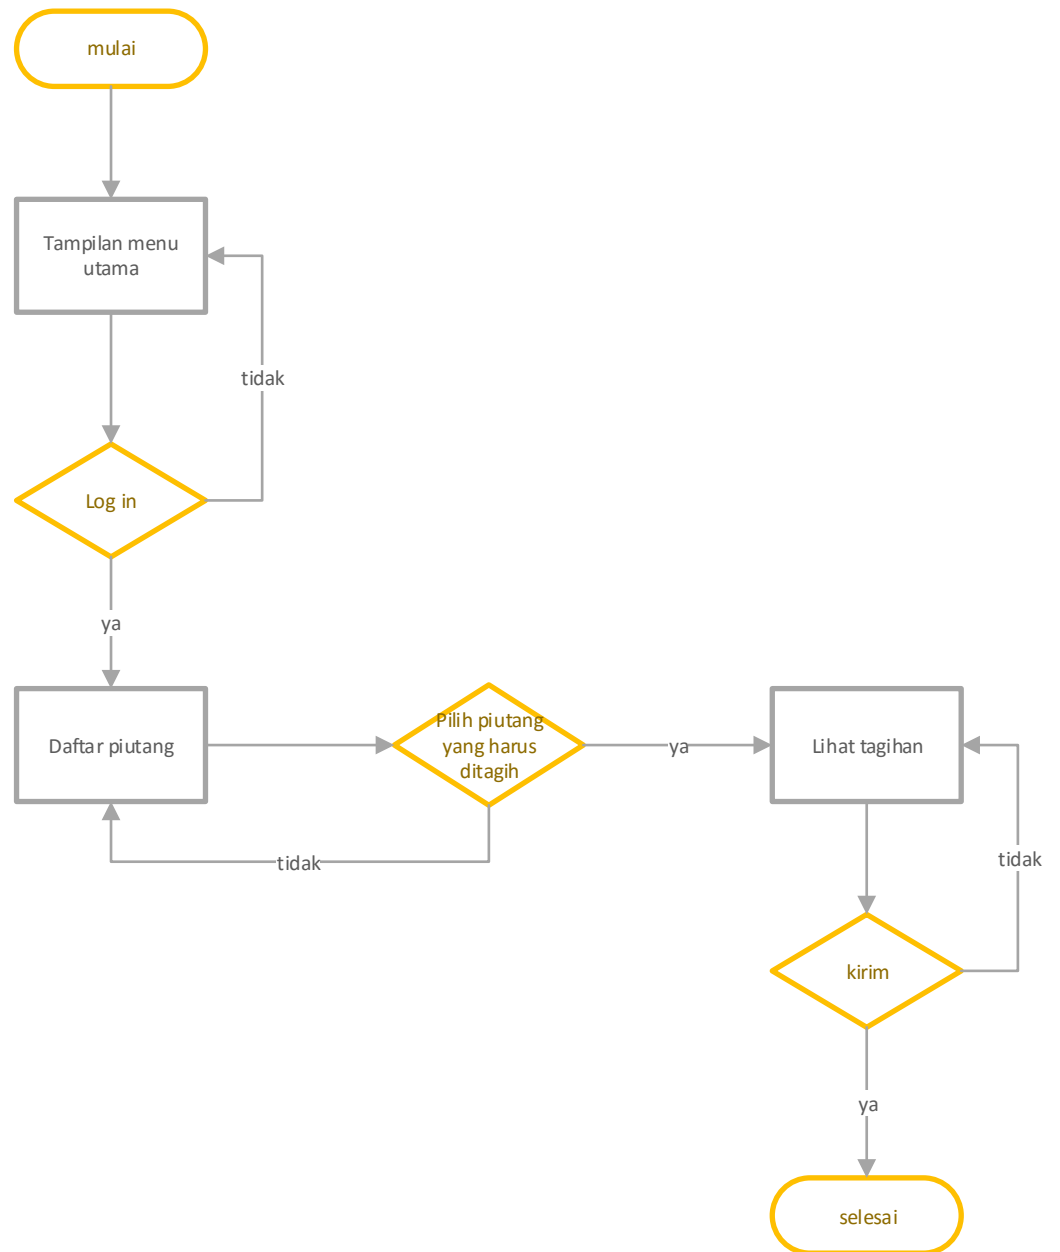 mulai
Tampilan menu
utama
tidak
Log in
ya
Daftar piutang
Pilih piutang
yang harus
ditagih
ya
Lihat tagihan
tidak
tidak
kirim
ya
selesai